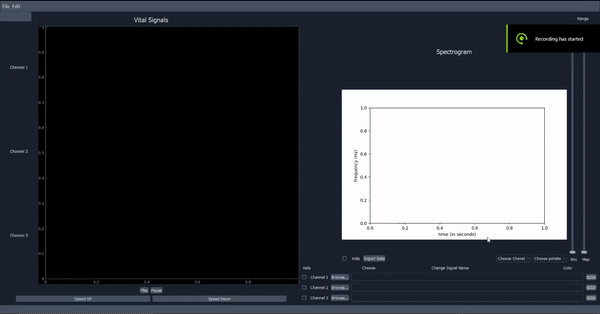 File Edit
Vital Signals
Range
Recording has started
Spectrogram
Channel 1
Channel 2
Channel 3
1
0.8
0.6
0.4
0.2
0
0 0.2 0.4 0.6 0.8
1.0
0.8
0.6
0.4
0.2
0.0
frequency (Hz)
0.0 0.2 0.4 0.6 0.8 1.0
time (in seconds)
Min Max
Hide Export Data Choose Chanel Choose palette
Hide Choose Change Signal Name Color
Channel 1 Browse...
Channel 2 Browse...
Channel 3 Browse...
Play Pause
Speed UP Speed Down